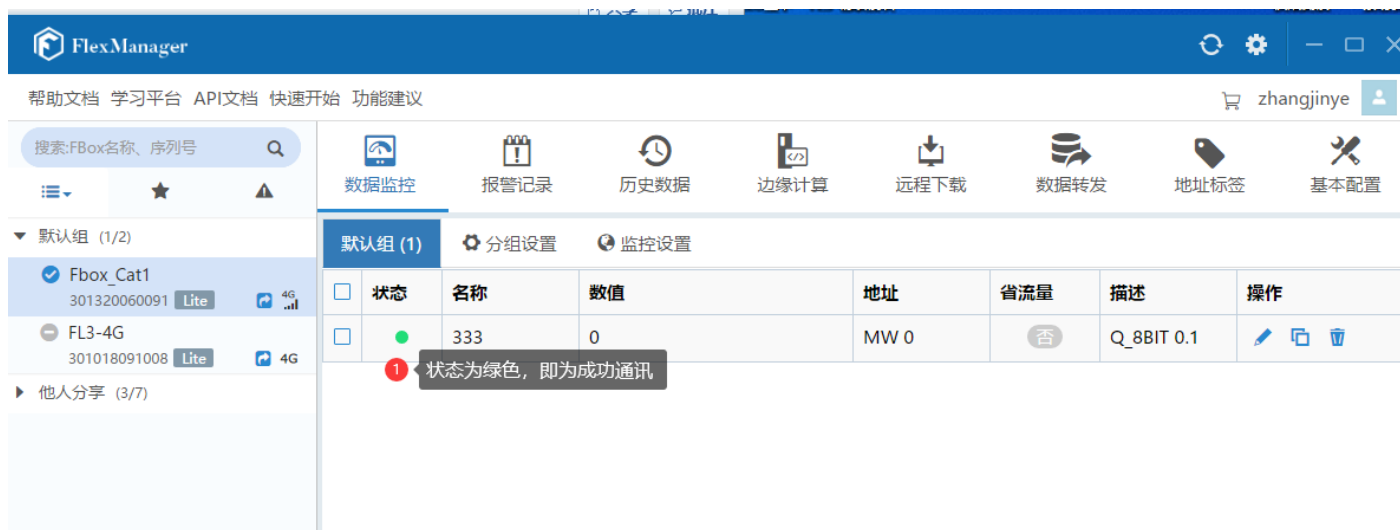 FlexManager
帮助文档 学习平台 API文档 快速开始 功能建议
zhangjinye
搜索:FBox名称、序列号
数据监控 报警记录 历史数据 边缘计算 远程下载 数据转发 地址标签 基本配置
默认组 (1/2)
Fbox_Cat1
301320060091 Lite 4G
FL3-4G
301018091008 Lite 4G
他人分享 (3/7)
默认组 (1) 分组设置 监控设置
状态 名称 数值 地址 省流量 描述 操作
333 0 MW 0 否 Q_8BIT 0.1
1 状态为绿色，即为成功通讯